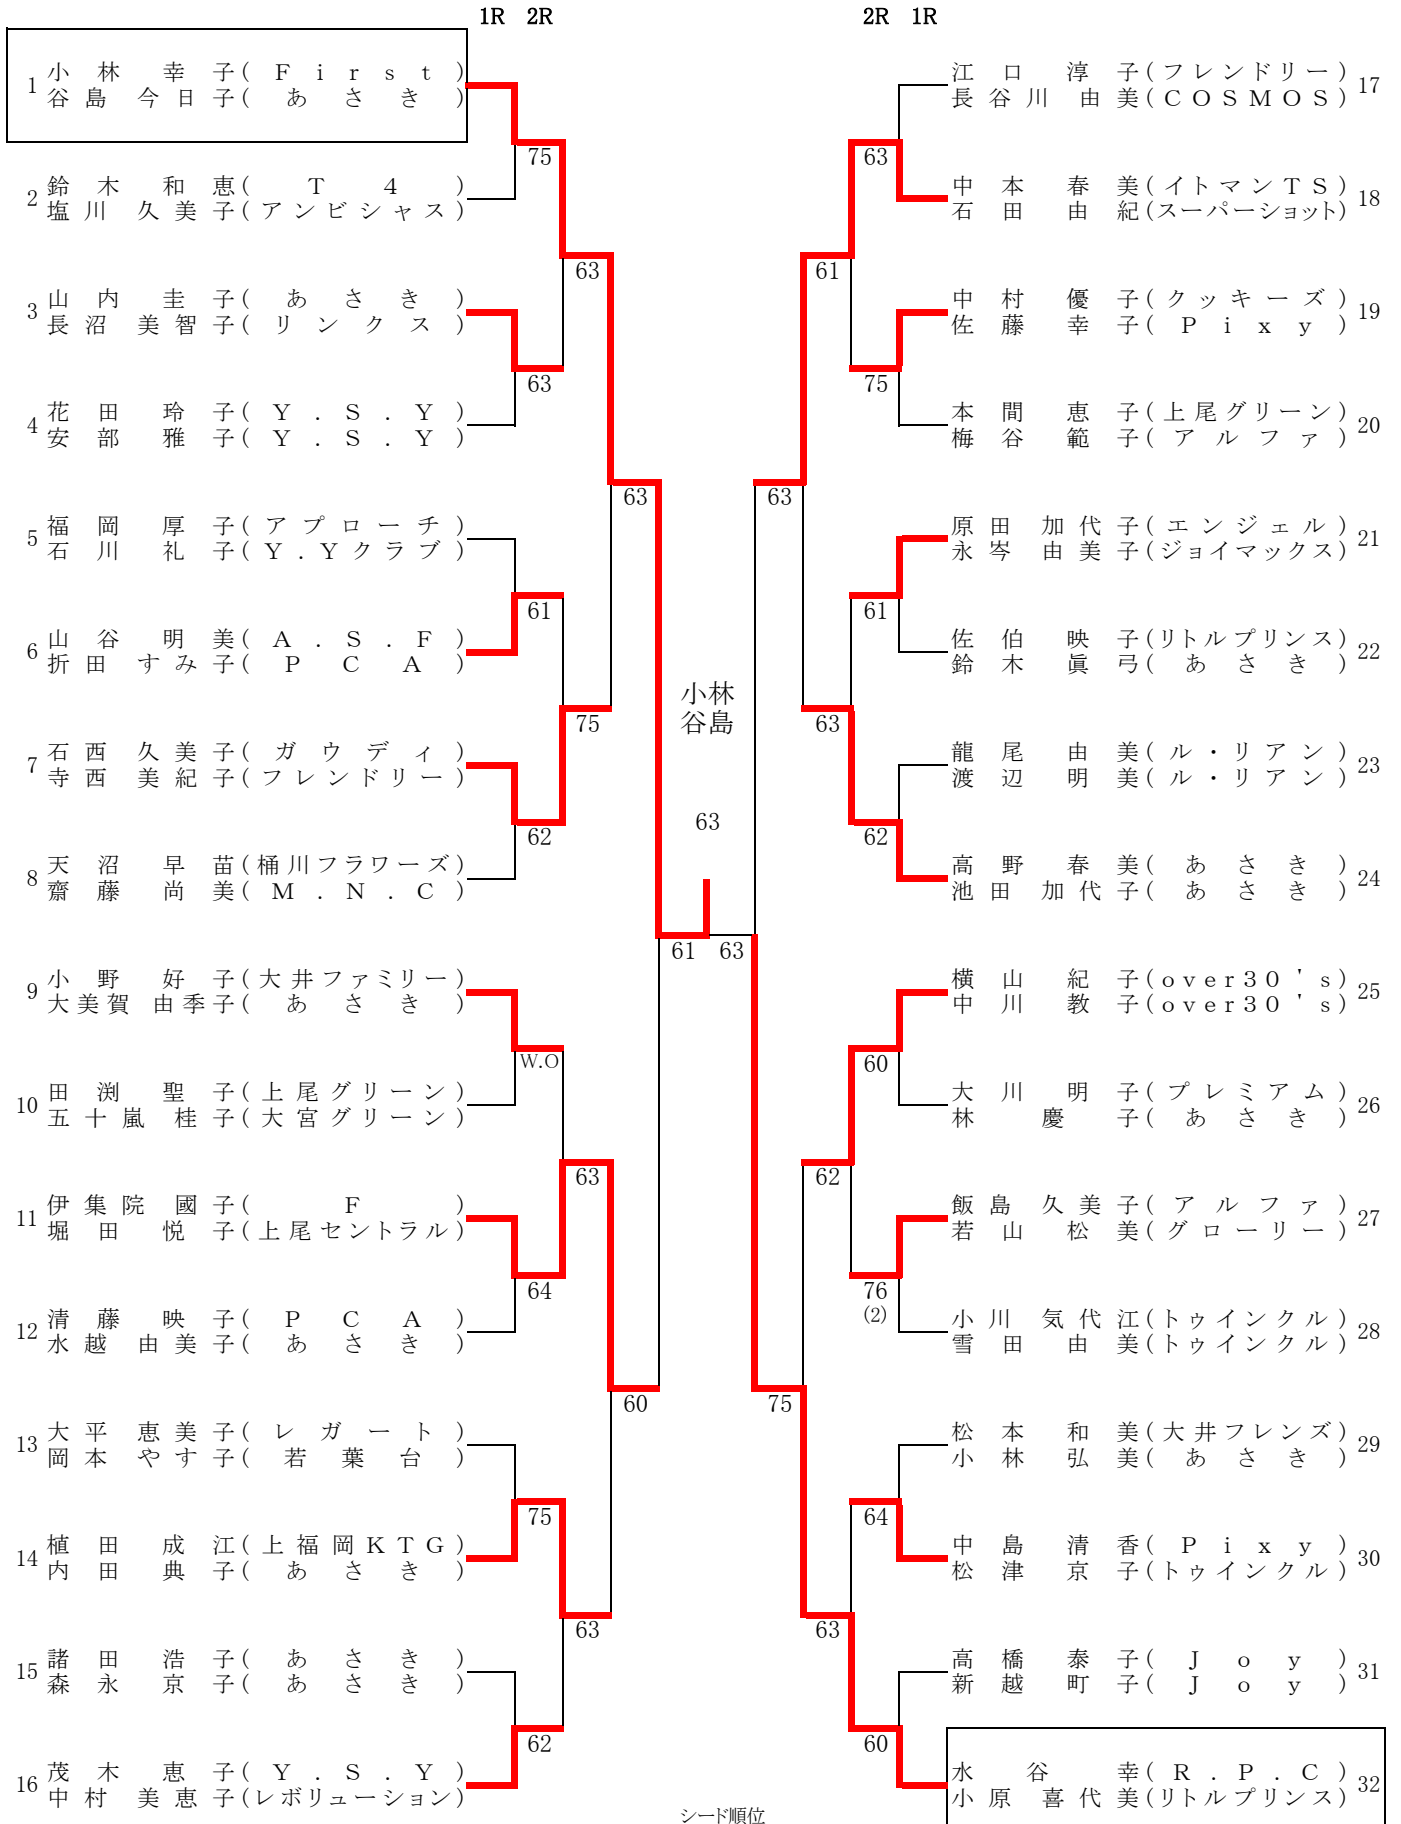 1R 2R
2R 1R
1 小林 幸子(First)
谷島 今日子(あさき)
75
2 鈴木 和恵(T4)
塩川 久美子(アンビシャス)
63
3 山内 圭子(あさき)
長沼 美智子(リンクス)
63
4 花田 玲子(Y.S.Y)
安部 雅子(Y.S.Y)
63
5 福岡 厚子(アプローチ)
石川 礼子(Y.Yクラブ)
61
6 山谷 明美(A.S.F)
折田 すみ子(PCA)
75
7 石西 久美子(ガウディ)
寺西 美紀子(フレンドリー)
62
8 天沼 早苗(桶川フラワーズ)
齋藤 尚美(M.N.C)
61
9 小野 好子(大井ファミリー)
大美賀 由季子(あさき)
W.O
10 田渕 聖子(上尾グリーン)
五十嵐 桂子(大宮グリーン)
63
11 伊集院 國子(F)
堀田 悦子(上尾セントラル)
64
12 清藤 映子(PCA)
水越 由美子(あさき)
60
13 大平 恵美子(レガート)
岡本 やす子(若葉台)
75
14 植田 成江(上福岡KTG)
内田 典子(あさき)
63
15 諸田 浩子(あさき)
森永 京子(あさき)
62
16 茂木 恵子(Y.S.Y)
中村 美恵子(レボリューション)
小林
谷島
63
江口 淳子(フレンドリー) 17
長谷川 由美(COSMOS)
63
中本 春美(イトマンTS) 18
石田 由紀(スーパーショット)
61
中村 優子(クッキーズ) 19
佐藤 幸子(Pixy)
75
本間 恵子(上尾グリーン) 20
梅谷 範子(アルファ)
63
原田 加代子(エンジェル) 21
永岑 由美子(ジョイマックス)
61
佐伯 映子(リトルプリンス) 22
鈴木 眞弓(あさき)
63
龍尾 由美(ル・リアン) 23
渡辺 明美(ル・リアン)
62
高野 春美(あさき) 24
池田 加代子(あさき)
63
横山 紀子(over30's) 25
中川 教子(over30's)
60
大川 明子(プレミアム) 26
林 慶子(あさき)
62
飯島 久美子(アルファ) 27
若山 松美(グローリー)
76
(2)
小川 気代江(トゥインクル) 28
雪田 由美(トゥインクル)
75
松本 和美(大井フレンズ) 29
小林 弘美(あさき)
64
中島 清香(Pixy) 30
松津 京子(トゥインクル)
63
高橋 泰子(Joy) 31
新越 町子(Joy)
60
水谷 幸(R.P.C) 32
小原 喜代美(リトルプリンス)
シード順位